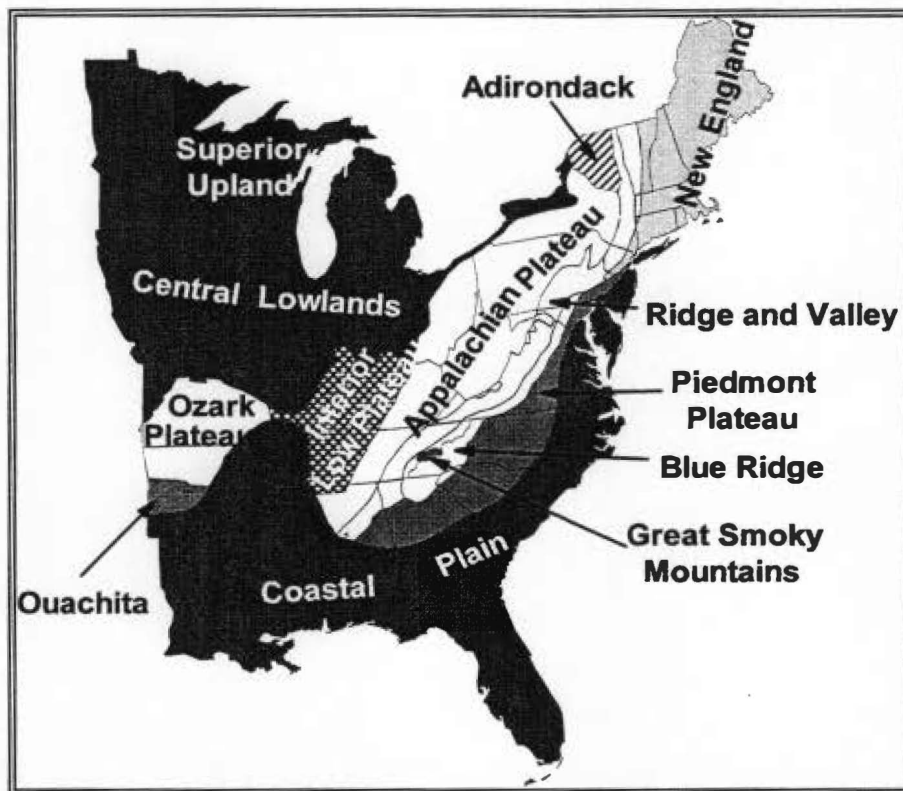 Adirondack
New England
Superior
Upland
Appalachian Plateau
Central Lowlands
Ridge and Valley
Interior
Low Plateau
Piedmont
Plateau
Ozark
Plateau
Blue Ridge
Great Smoky
Mountains
Plain
Coastal
Ouachita